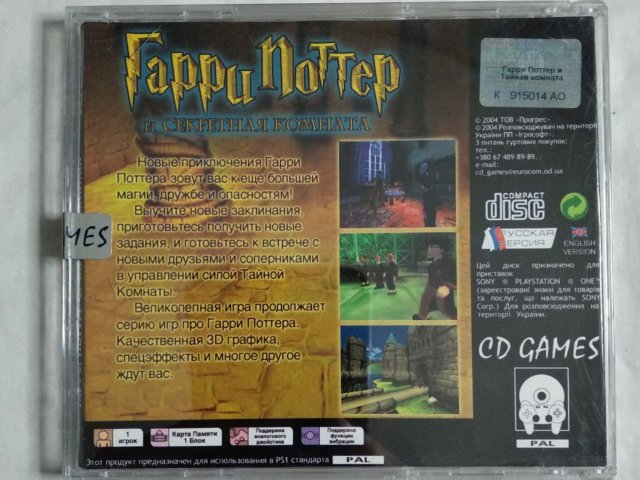 Гарри Поттер
и СЕКРЕТНАЯ КОМНАТА
Новые приключения Гарри
Поттера зовут вас к еще большей
магии, дружбе и опасностям!
Выучите новые заклинания,
приготовьтесь получить новые
задания, и готовьтесь к встрече с
новыми друзьями и соперниками
в управлении силой Тайной
Комнаты.
Великолепная игра продолжает
серию игр про Гарри Поттера.
Качественная 3D графика,
спецэффекты и многое другое
ждут вас.
MES
Гарри Поттер и
Тайная комната
К 915014 АО
© 2004 ТОВ "Прогрес"
© 2004 Розповсюджувач на території
України ПП "Ігрософт".
З питань гуртових покупок:
тел.:
+380 67 489-89-89.
e-mail:
cd_games@eurocom.od.ua
COMPACT
disc
РУССКАЯ
ВЕРСИЯ
ENGLISH
VERSION
Цей диск призначено для
приставок
SONY ® PLAYSTATION ® ONE
(зареєстровані знаки для товарів
та послуг, що належать SONY
Corp.) Для розповсюдження на
території України.
CD GAMES
PAL
1
игрок
Карта Памяти
1 Блок
Поддержка
аналогового
джойстика
Поддержка
функции
вибрации
Этот продукт предназначен для использования в PS1 стандарта PAL